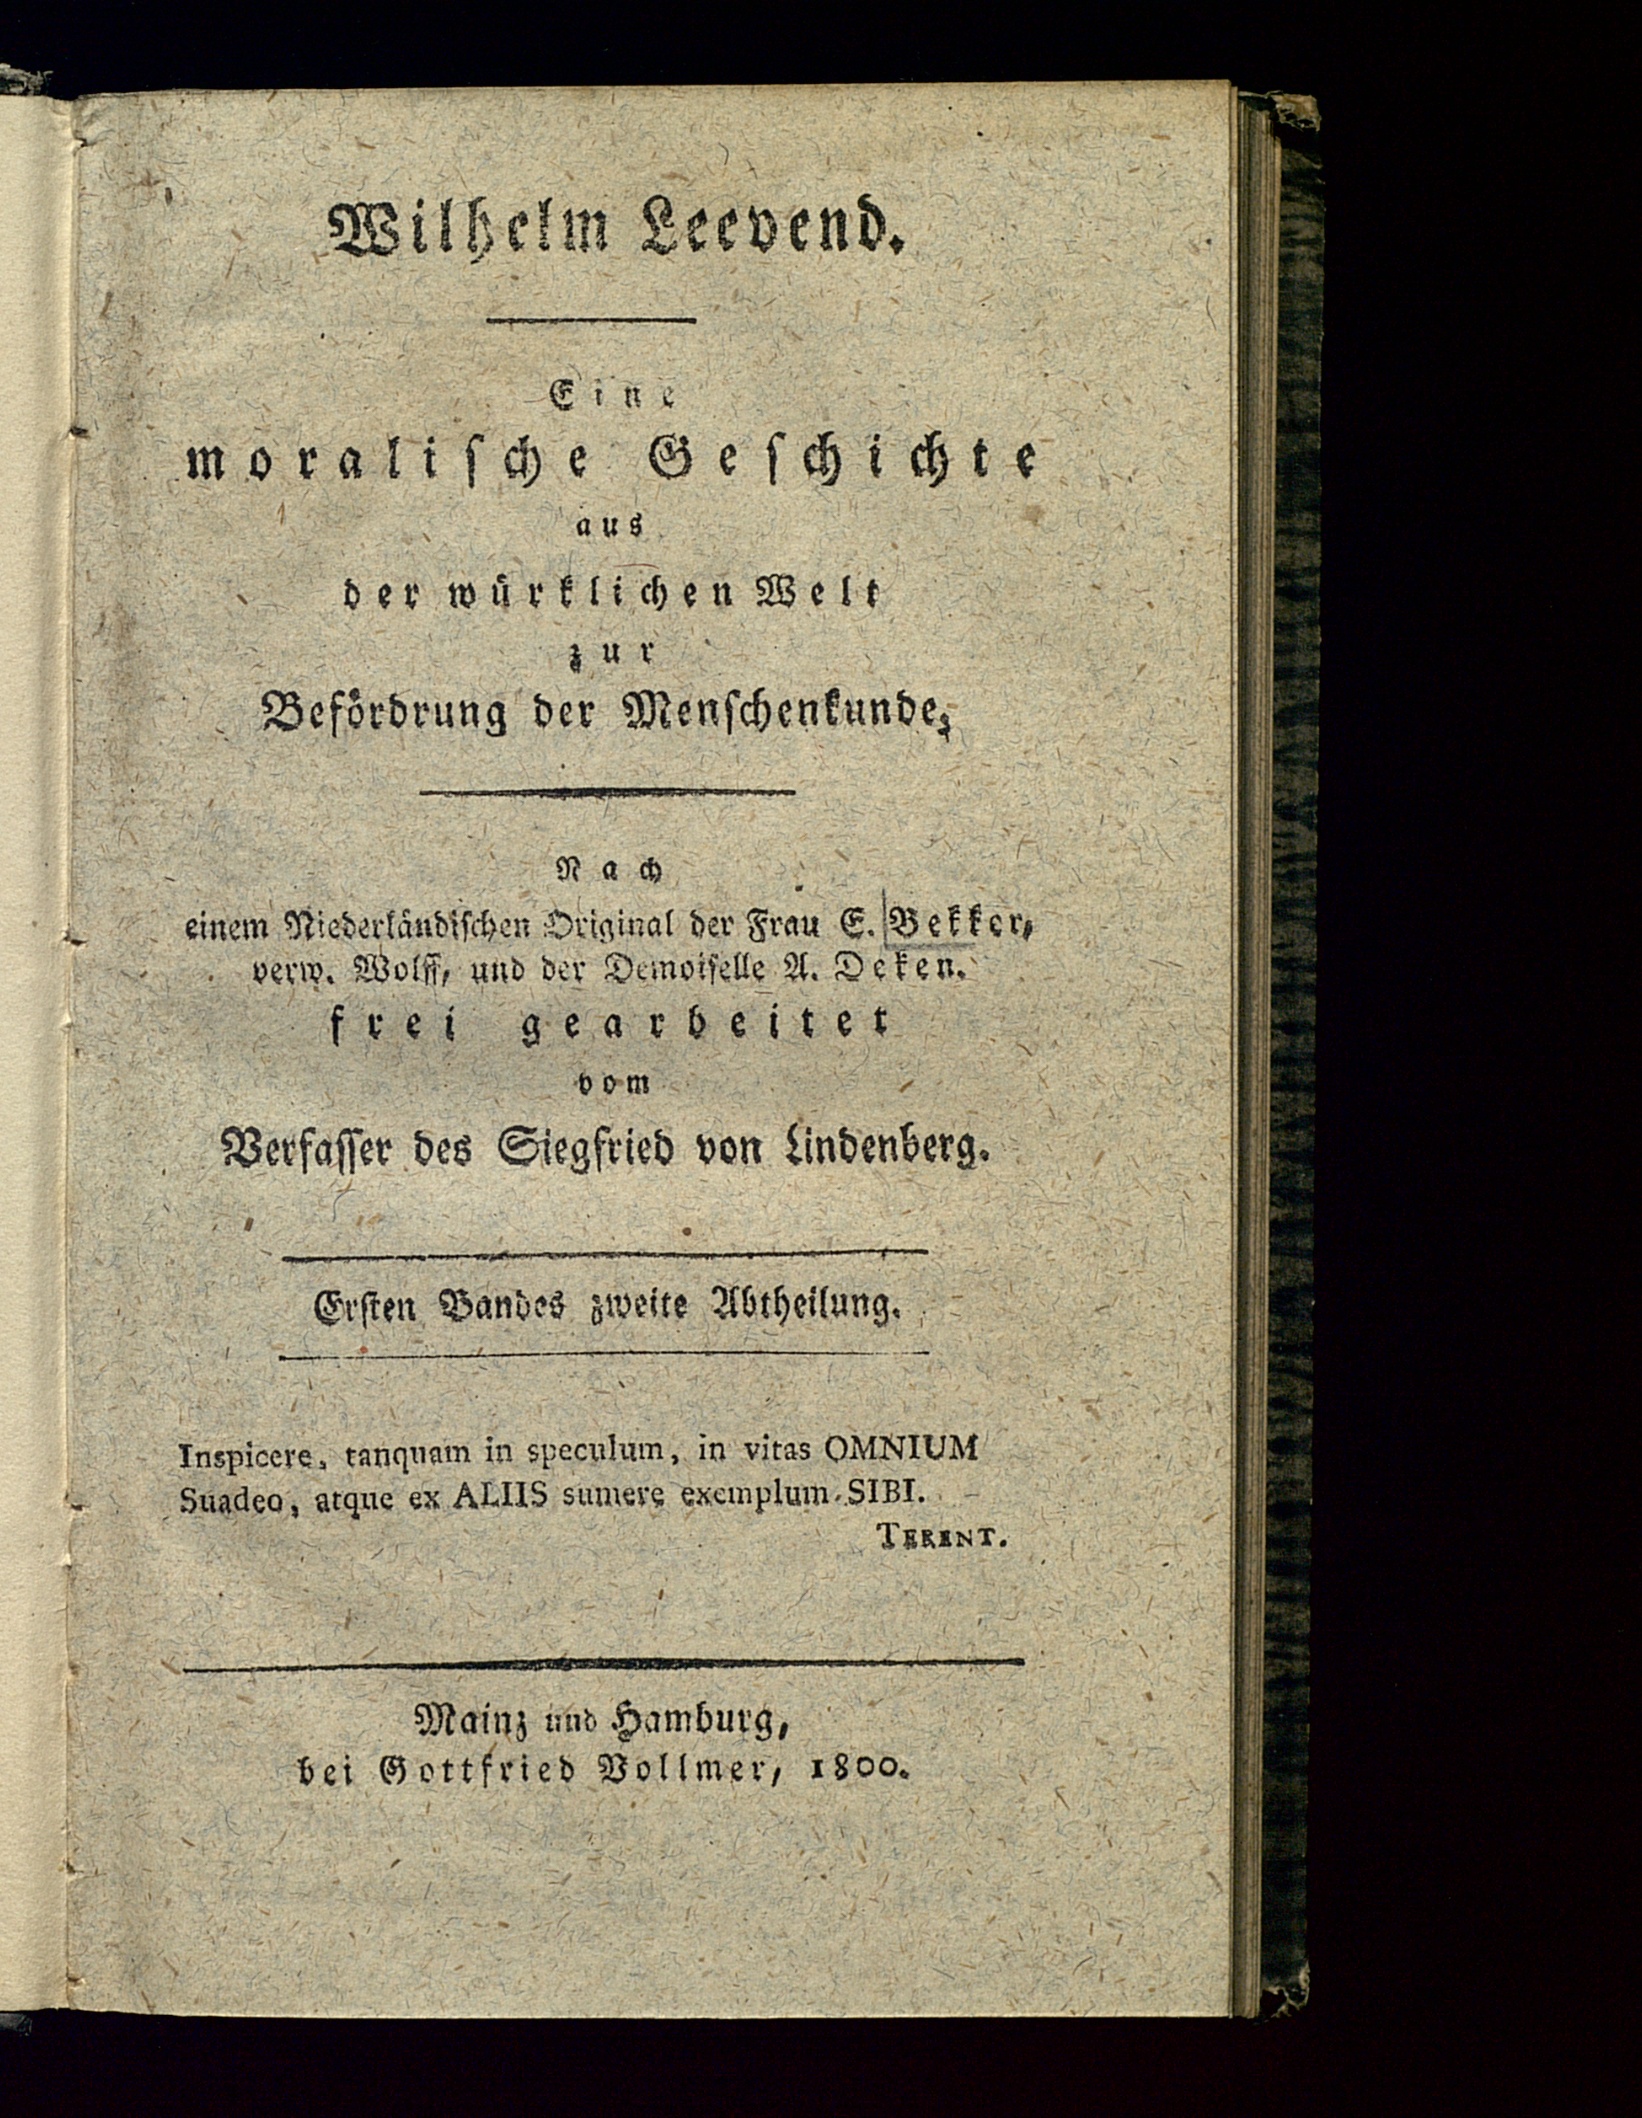 Wilhelm Leevend.
Eine
moralische Geschichte
aus
der würklichen Welt
zur
Befördrung der Menschenkunde,
Nach
einem Niederländischen Original der Frau E. Bekker,
verw. Wolff, und der Demoiselle A. Deken.
frei gearbeitet
vom
Verfasser des Siegfried von Lindenberg.
Ersten Bandes zweite Abtheilung.
Inspicere, tanquam in speculum, in vitas OMNIUM
Suadeo, atque ex ALIIS sumere exemplum SIBI.
TERENT.
Mainz und Hamburg,
bei Gottfried Vollmer, 1800.